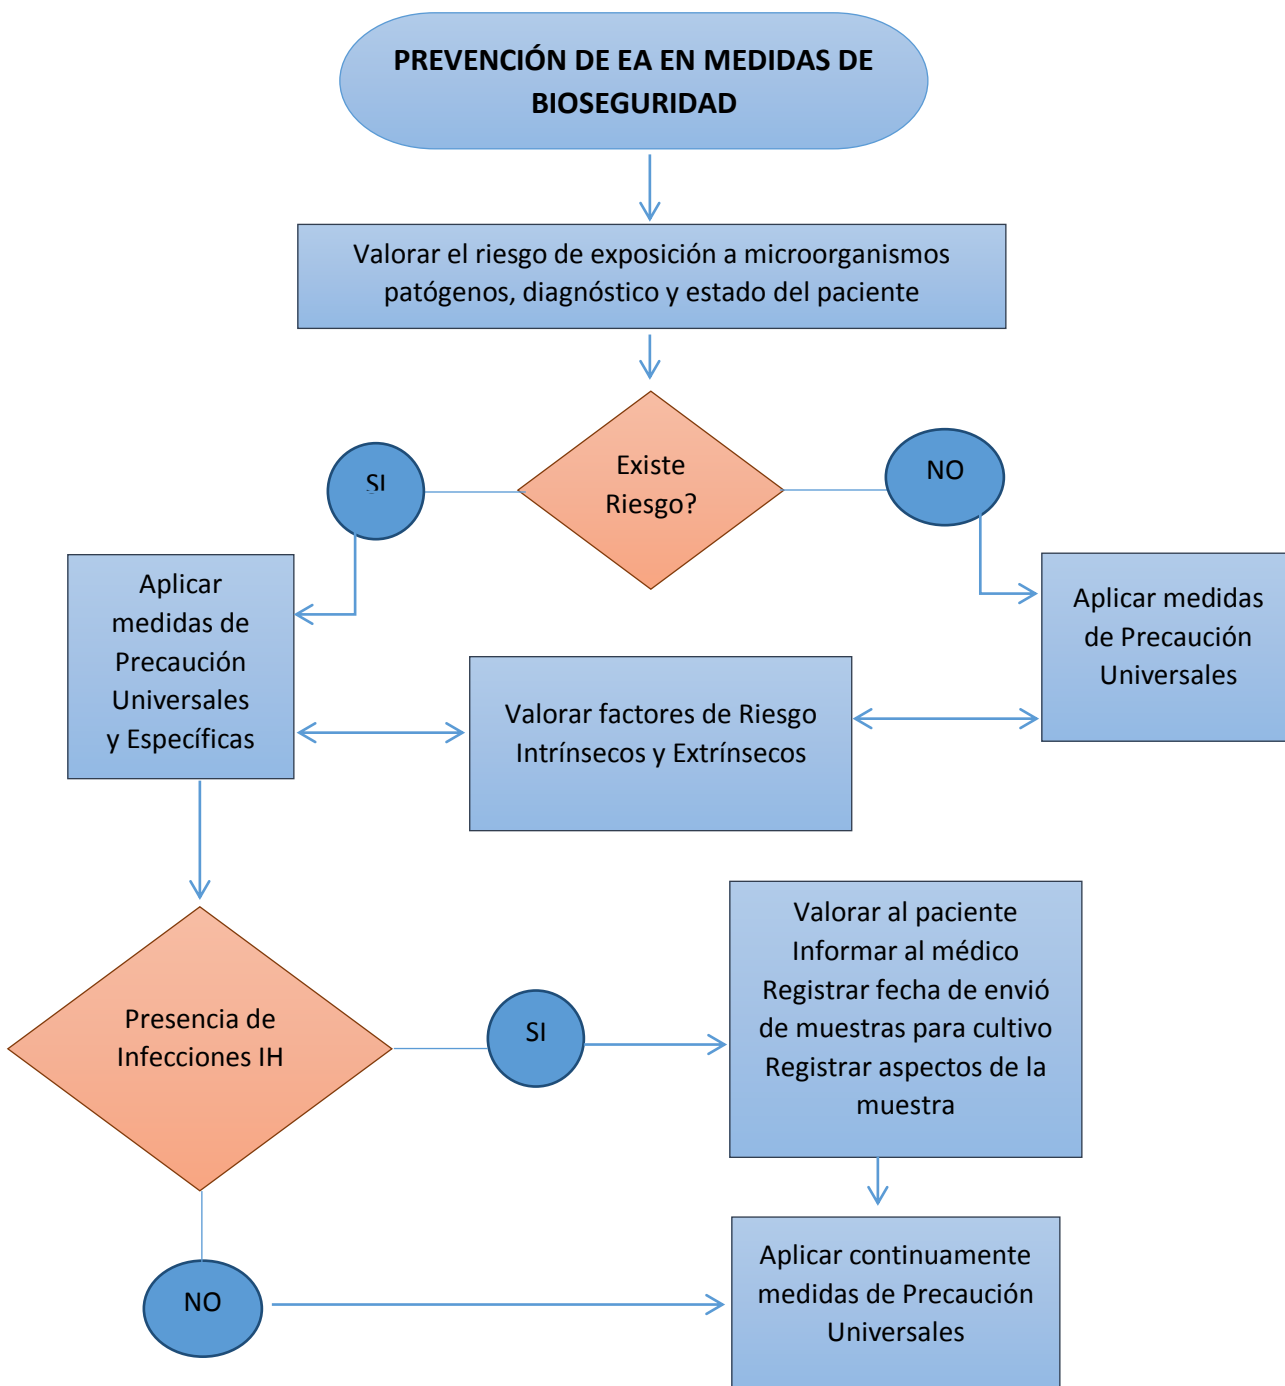 PREVENCIÓN DE EA EN MEDIDAS DE
BIOSEGURIDAD
Valorar el riesgo de exposición a microorganismos
patógenos, diagnóstico y estado del paciente
Existe
Riesgo?
SI
NO
Aplicar
medidas de
Precaución
Universales
y Específicas
Valorar factores de Riesgo
Intrínsecos y Extrínsecos
Aplicar medidas
de Precaución
Universales
Presencia de
Infecciones IH
SI
Valorar al paciente
Informar al médico
Registrar fecha de envió
de muestras para cultivo
Registrar aspectos de la
muestra
NO
Aplicar continuamente
medidas de Precaución
Universales